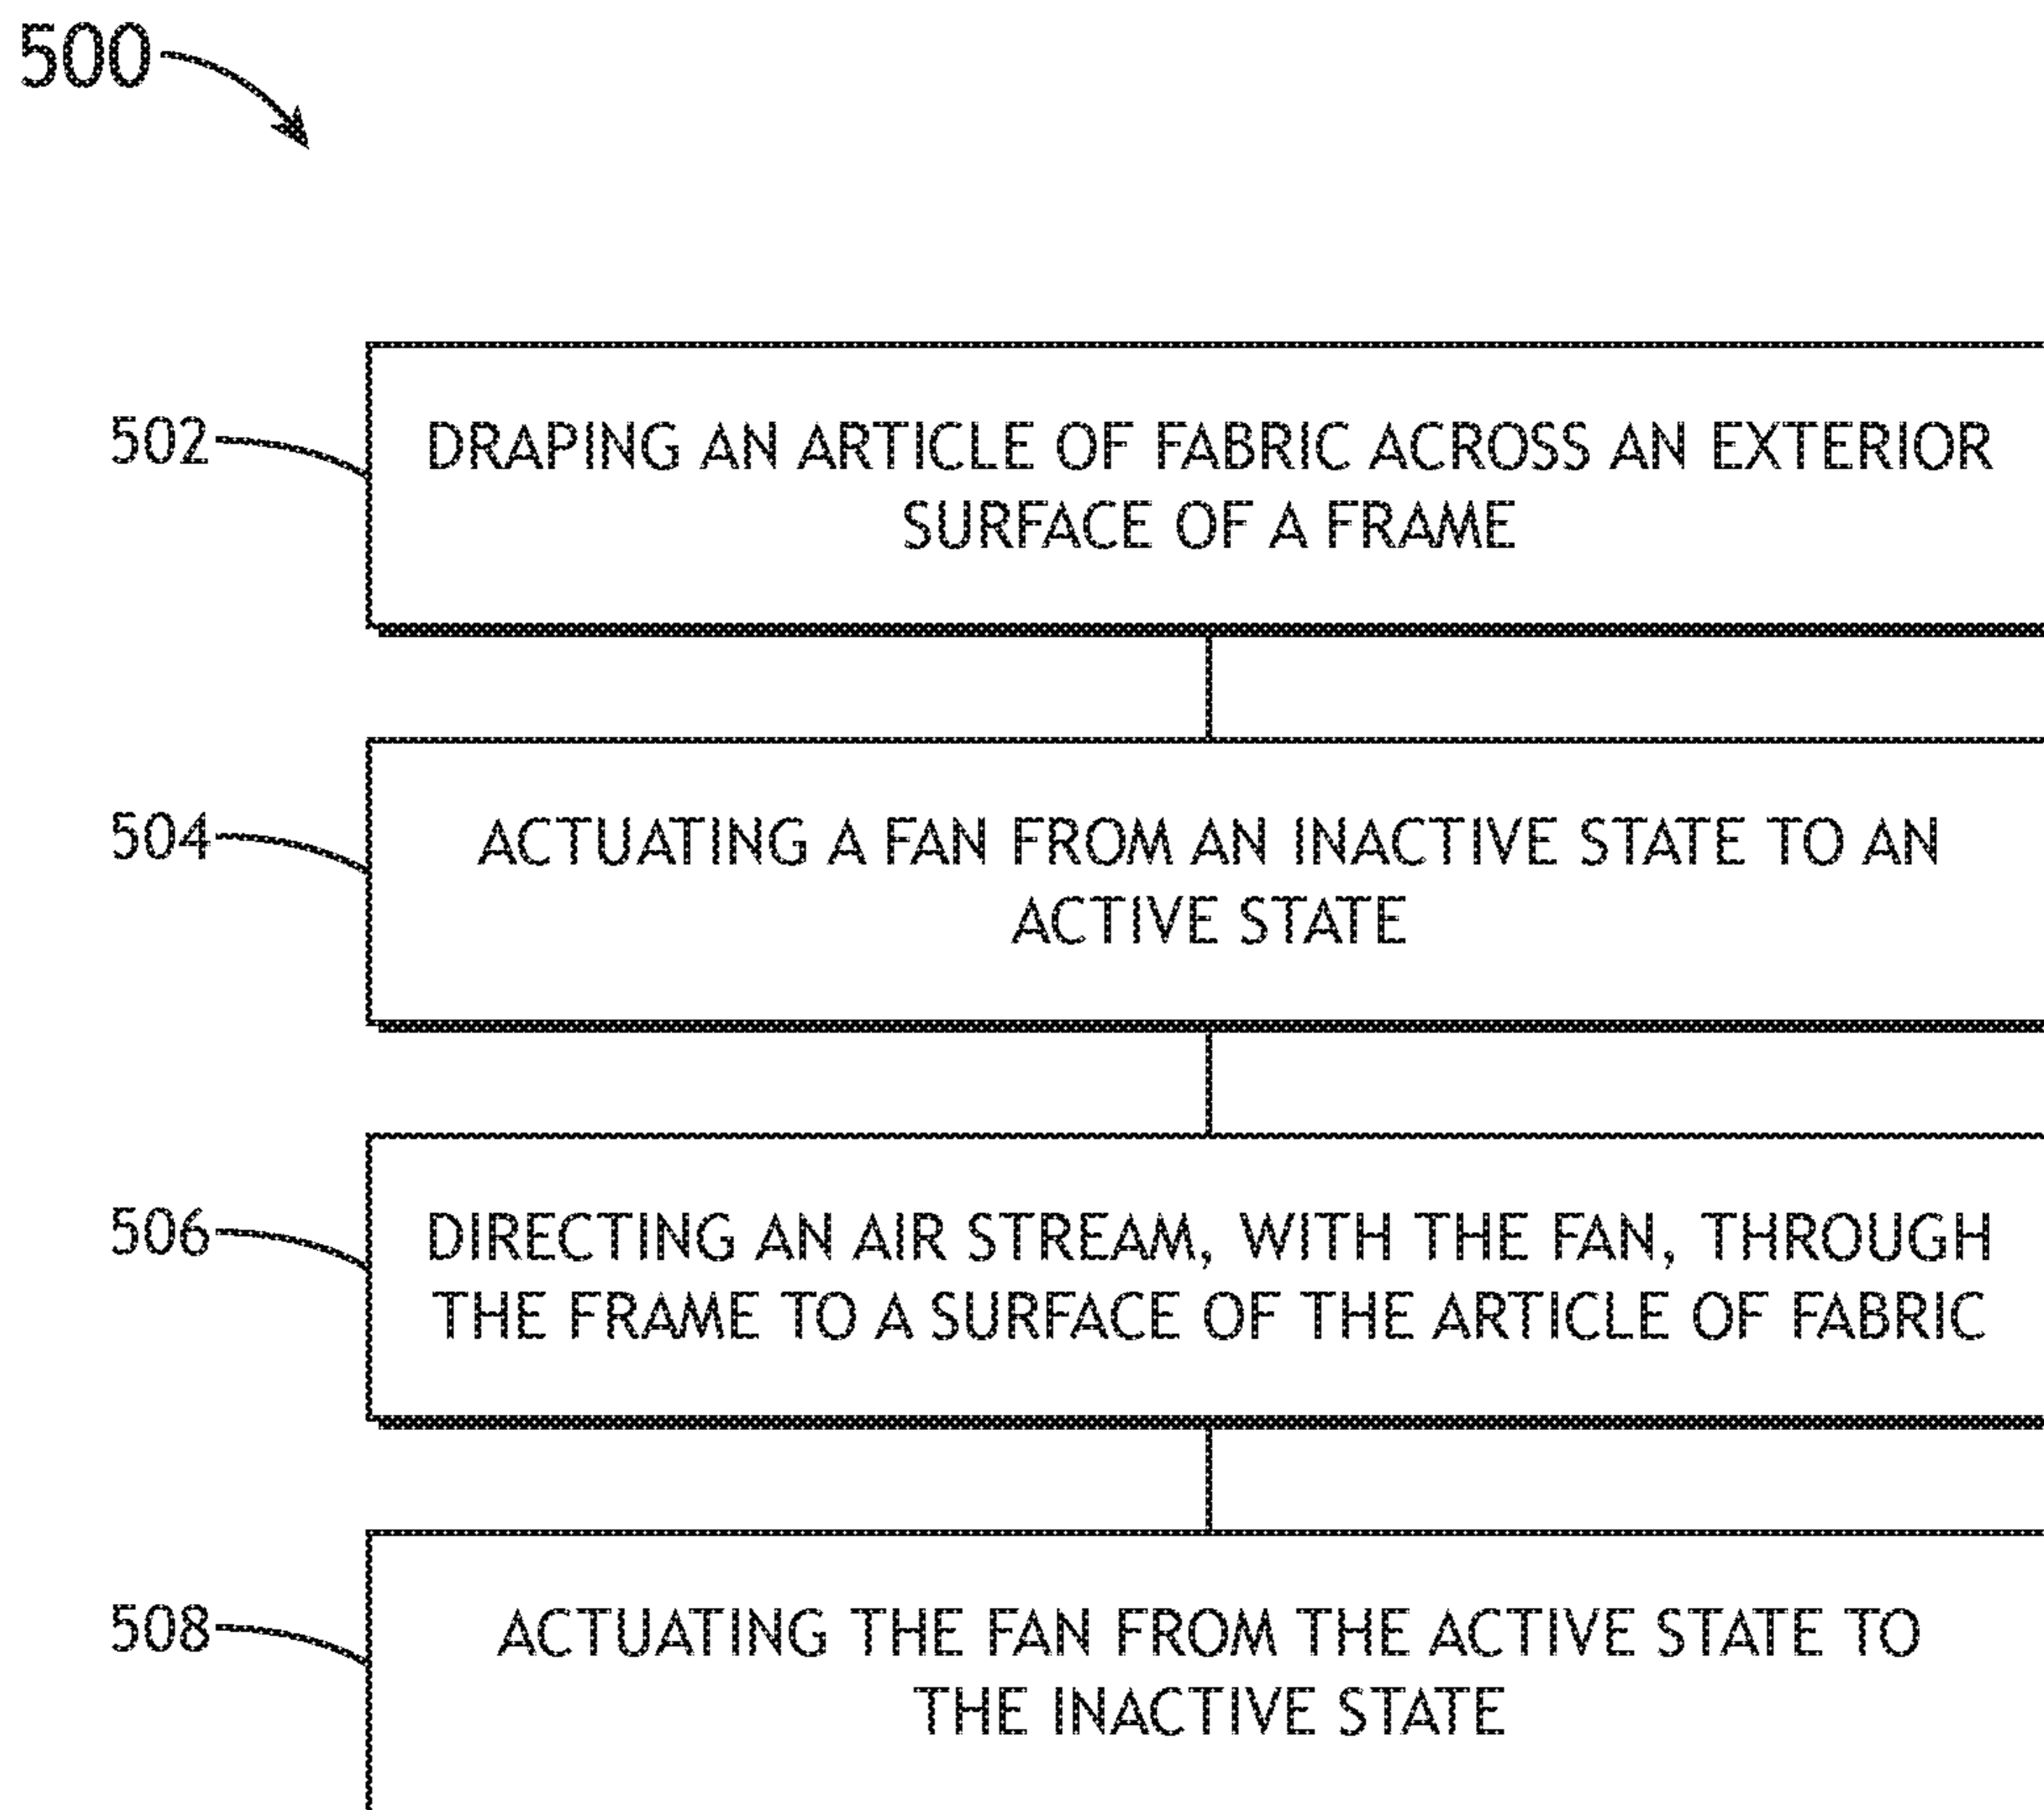 500
502
DRAPING AN ARTICLE OF FABRIC ACROSS AN EXTERIOR
SURFACE OF A FRAME
504
ACTUATING A FAN FROM AN INACTIVE STATE TO AN
ACTIVE STATE
506
DIRECTING AN AIR STREAM, WITH THE FAN, THROUGH
THE FRAME TO A SURFACE OF THE ARTICLE OF FABRIC
508
ACTUATING THE FAN FROM THE ACTIVE STATE TO
THE INACTIVE STATE